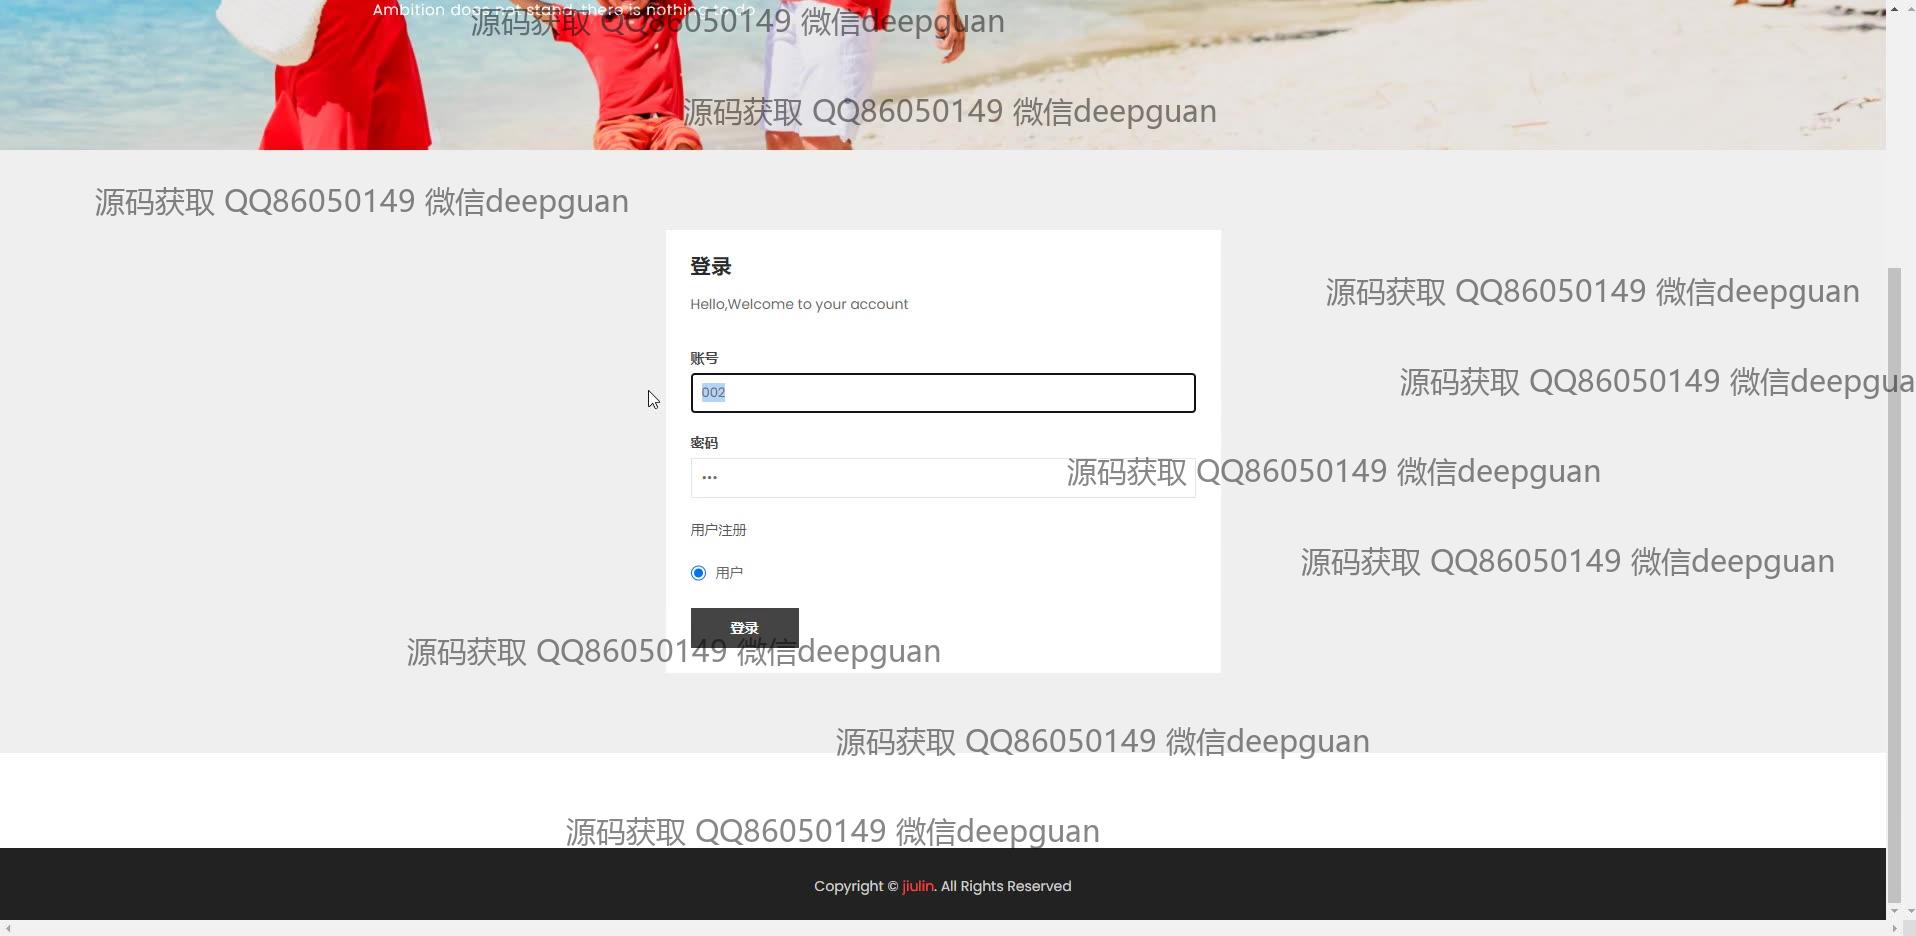 Ambition does not stand, there is nothing to do
源码获取 QQ86050149 微信deepguan
源码获取 QQ86050149 微信deepguan
源码获取 QQ86050149 微信deepguan
登录
Hello,Welcome to your account
源码获取 QQ86050149 微信deepguan
账号
002
源码获取 QQ86050149 微信deepgua
密码
•••
源码获取 QQ86050149 微信deepguan
用户注册
用户
源码获取 QQ86050149 微信deepguan
登录
源码获取 QQ86050149 微信deepguan
源码获取 QQ86050149 微信deepguan
源码获取 QQ86050149 微信deepguan
Copyright © jiulin. All Rights Reserved